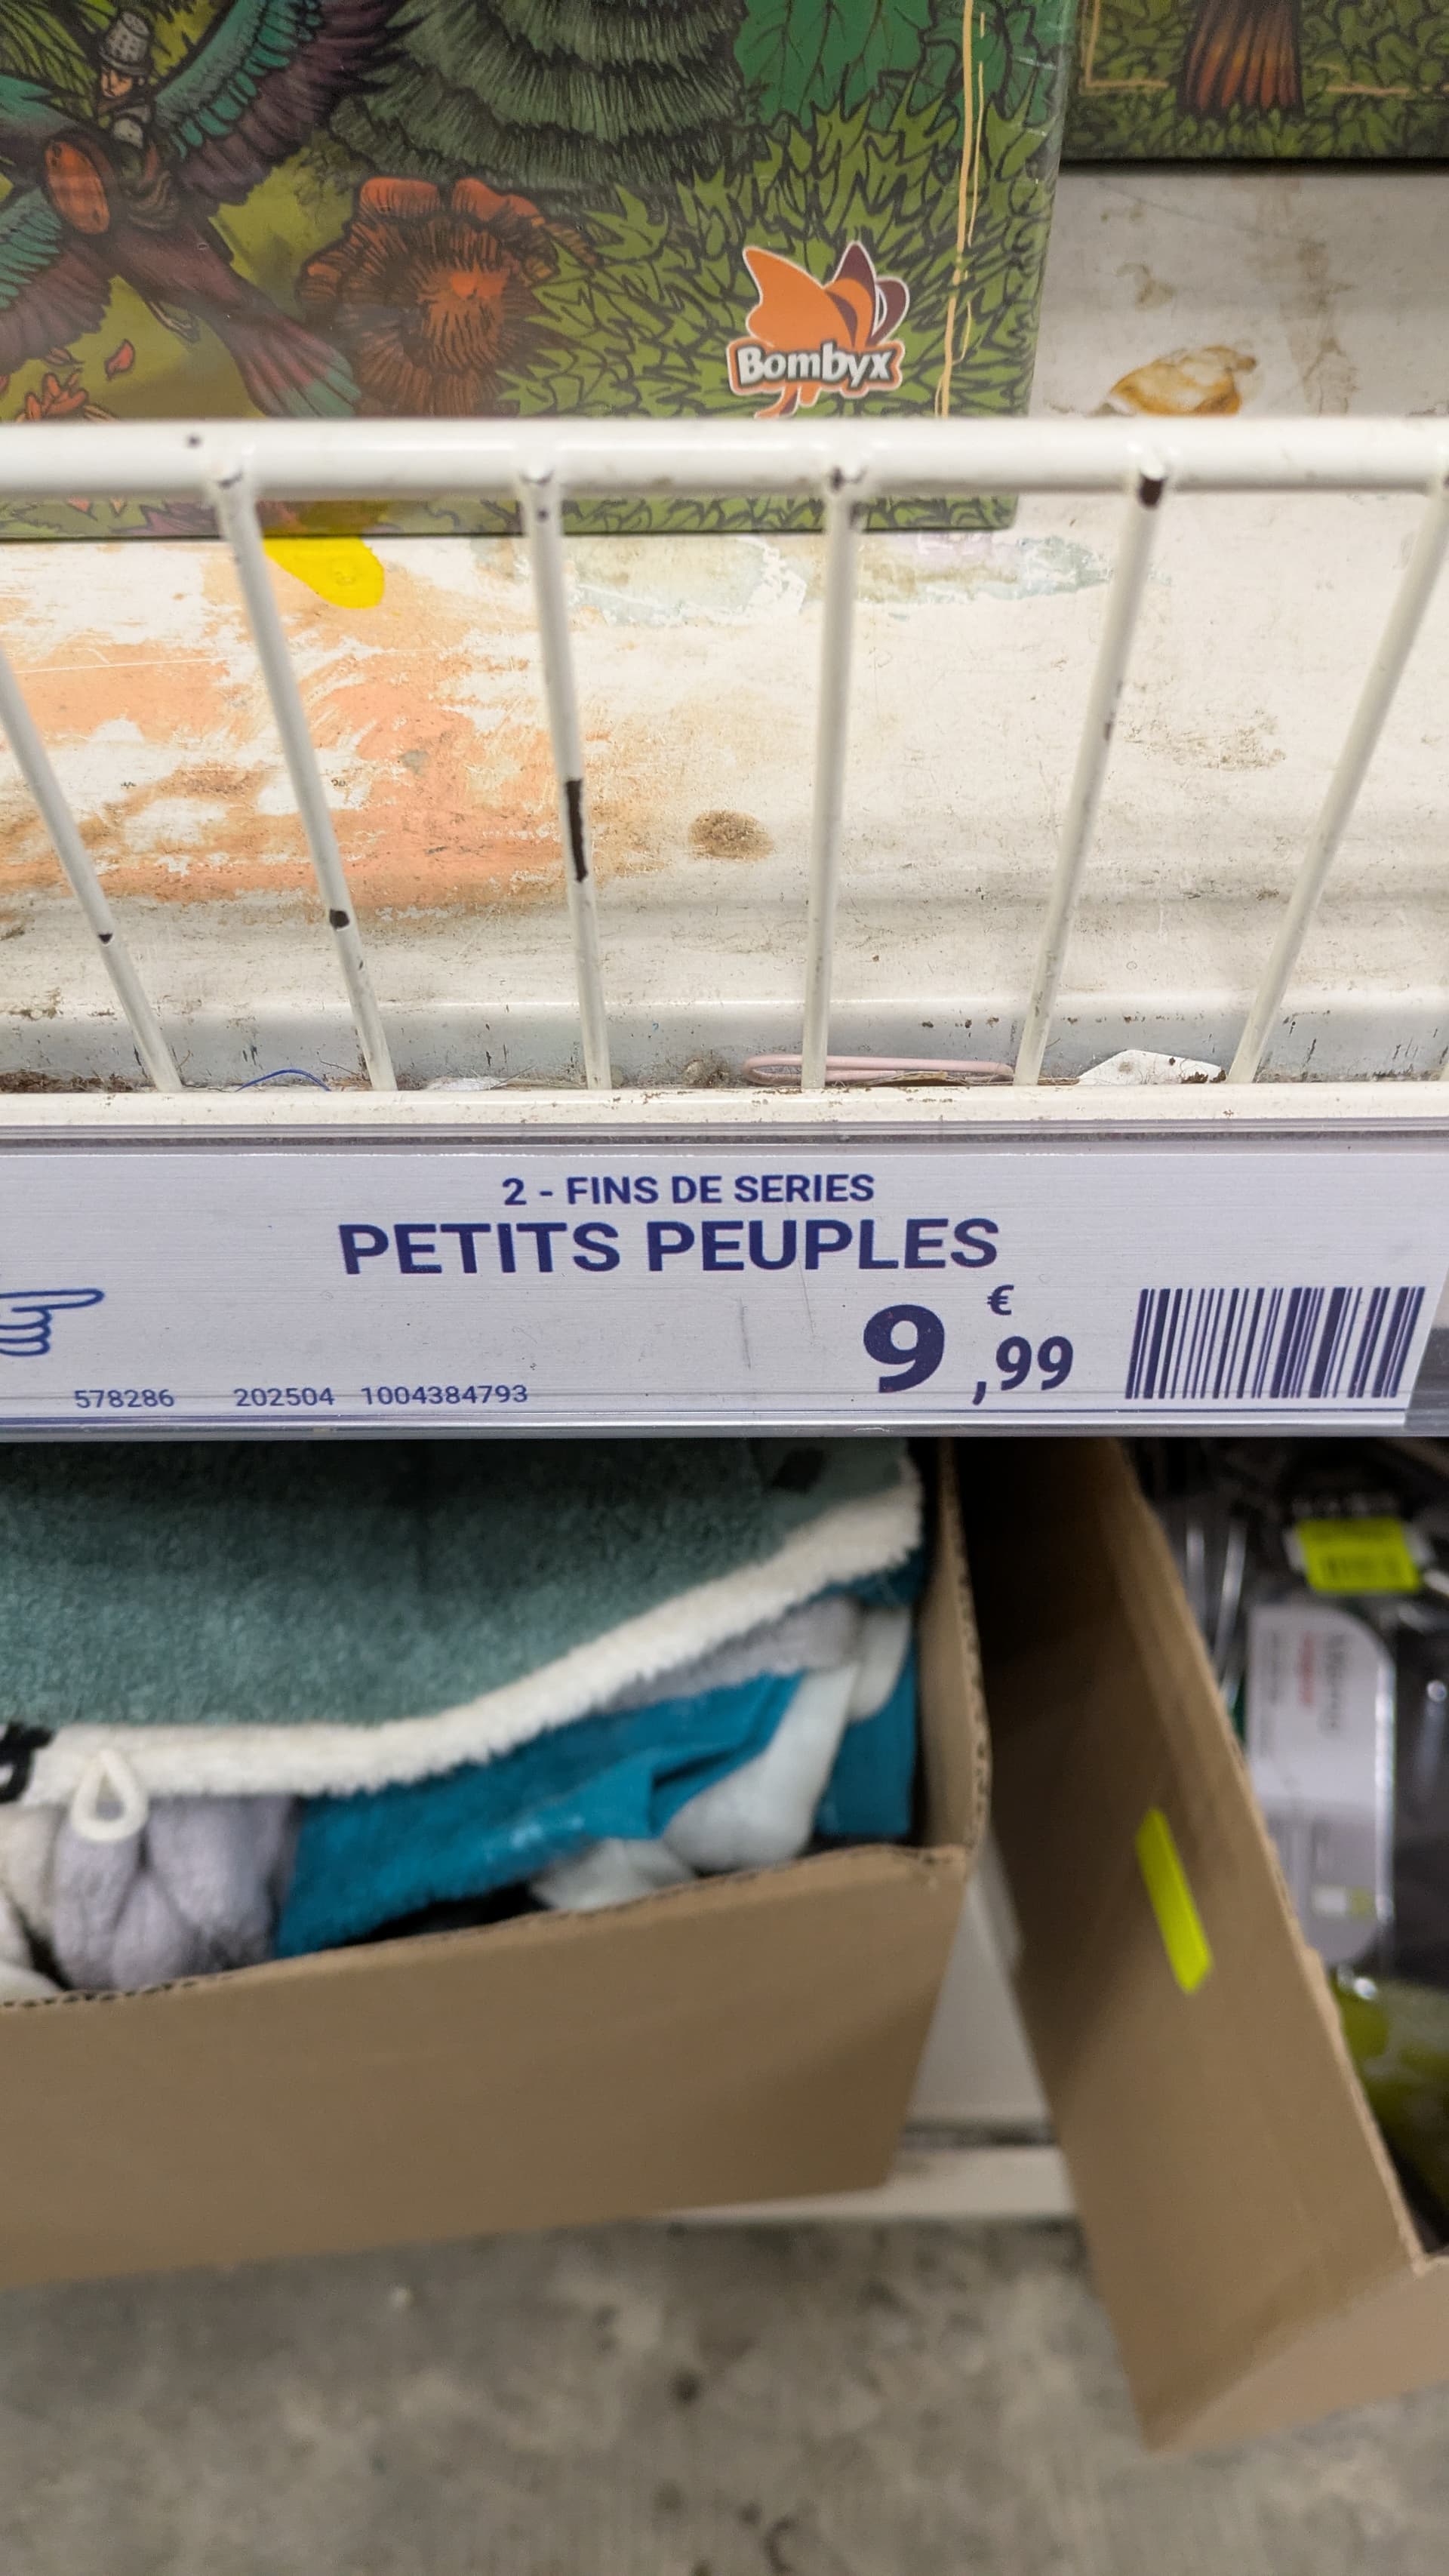 Bombyx
2 - FINS DE SERIES
PETITS PEUPLES
9,99 €
578286 202504 1004384793